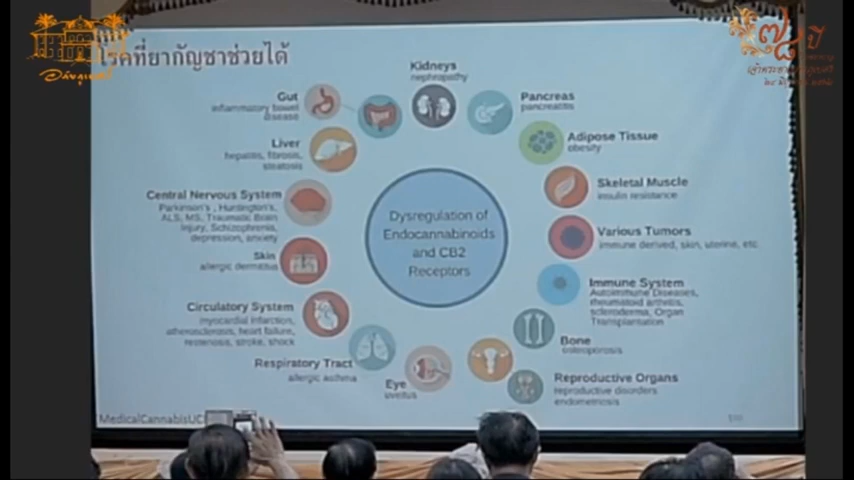 โรคที่ยากัญชาช่วยได้
Kidneys
nephropathy
Gut
inflammatory bowel
disease
Pancreas
pancreatitis
Liver
hepatitis, fibrosis,
steatosis
Adipose Tissue
obesity
Central Nervous System
Parkinson's, Huntington's,
ALS, MS, Traumatic Brain
Injury, Schizophrenia,
depression, anxiety
Skeletal Muscle
insulin resistance
Dysregulation of
Endocannabinoids
and CB2
Receptors
Various Tumors
immune derived, skin, uterine, etc
Skin
allergic dermatitis
Immune System
Autoimmune Diseases,
rheumatoid arthritis,
scleroderma, Organ
Transplantation
Circulatory System
myocardial infarction,
atherosclerosis, heart failure,
restenosis, stroke, shock
Bone
osteoporosis
Respiratory Tract
allergic asthma
Eye
uveitis
Reproductive Organs
reproductive disorders
endometriosis
MedicalCannabisUC
๗๘ ปี